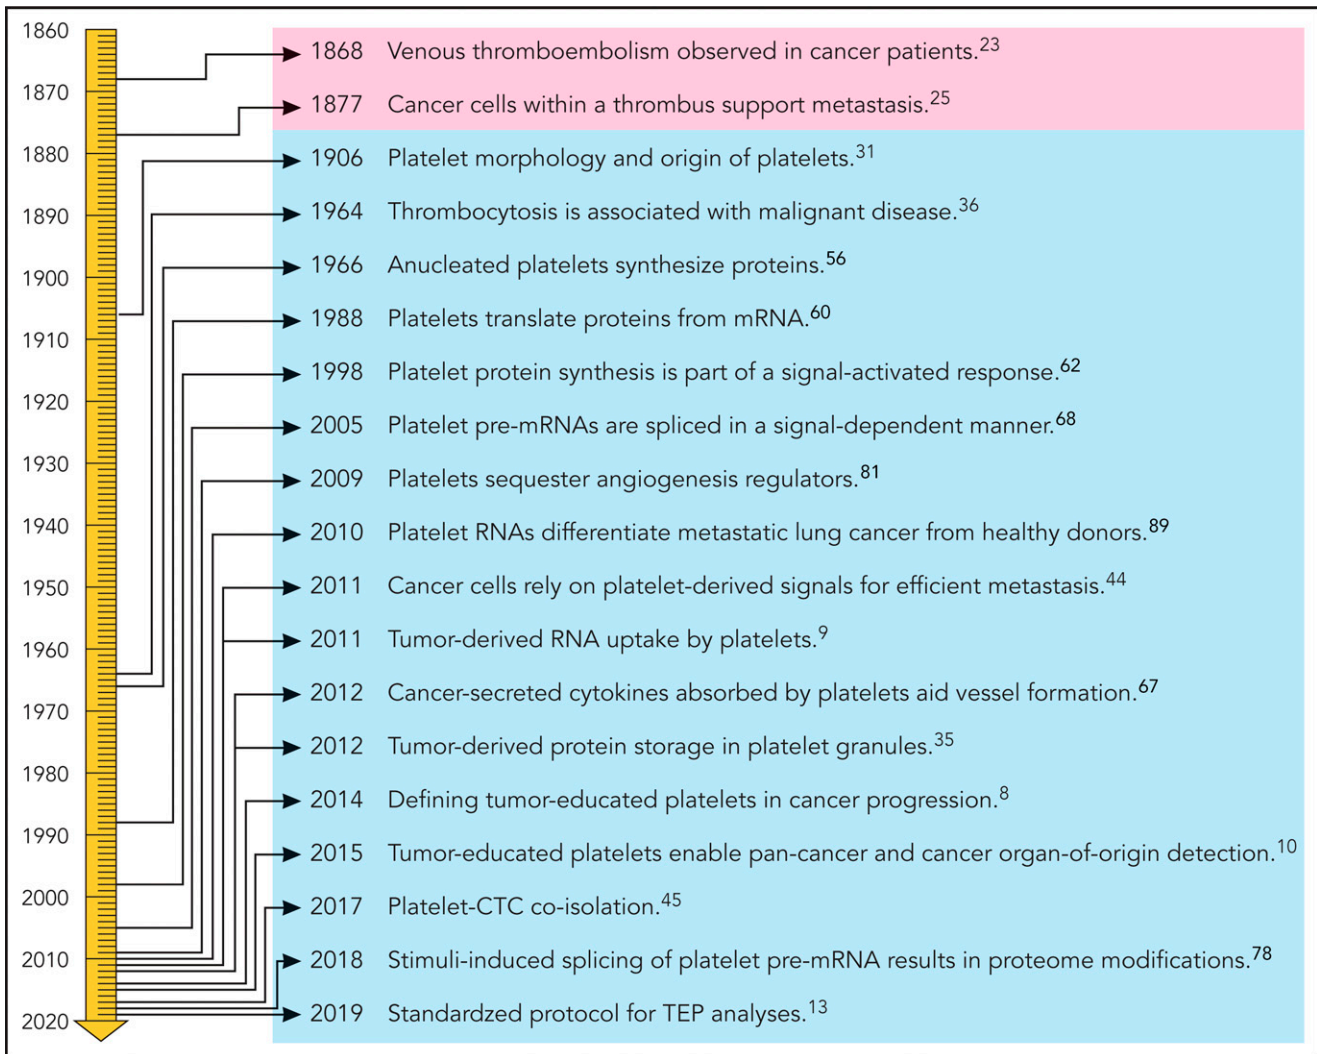 1860
1870
1880
1890
1900
1910
1920
1930
1940
1950
1960
1970
1980
1990
2000
2010
2020
1868 Venous thromboembolism observed in cancer patients.23
1877 Cancer cells within a thrombus support metastasis.25
1906 Platelet morphology and origin of platelets.31
1964 Thrombocytosis is associated with malignant disease.36
1966 Anucleated platelets synthesize proteins.56
1988 Platelets translate proteins from mRNA.60
1998 Platelet protein synthesis is part of a signal-activated response.62
2005 Platelet pre-mRNAs are spliced in a signal-dependent manner.68
2009 Platelets sequester angiogenesis regulators.81
2010 Platelet RNAs differentiate metastatic lung cancer from healthy donors.89
2011 Cancer cells rely on platelet-derived signals for efficient metastasis.44
2011 Tumor-derived RNA uptake by platelets.9
2012 Cancer-secreted cytokines absorbed by platelets aid vessel formation.67
2012 Tumor-derived protein storage in platelet granules.35
2014 Defining tumor-educated platelets in cancer progression.8
2015 Tumor-educated platelets enable pan-cancer and cancer organ-of-origin detection.10
2017 Platelet-CTC co-isolation.45
2018 Stimuli-induced splicing of platelet pre-mRNA results in proteome modifications.78
2019 Standardzed protocol for TEP analyses.13